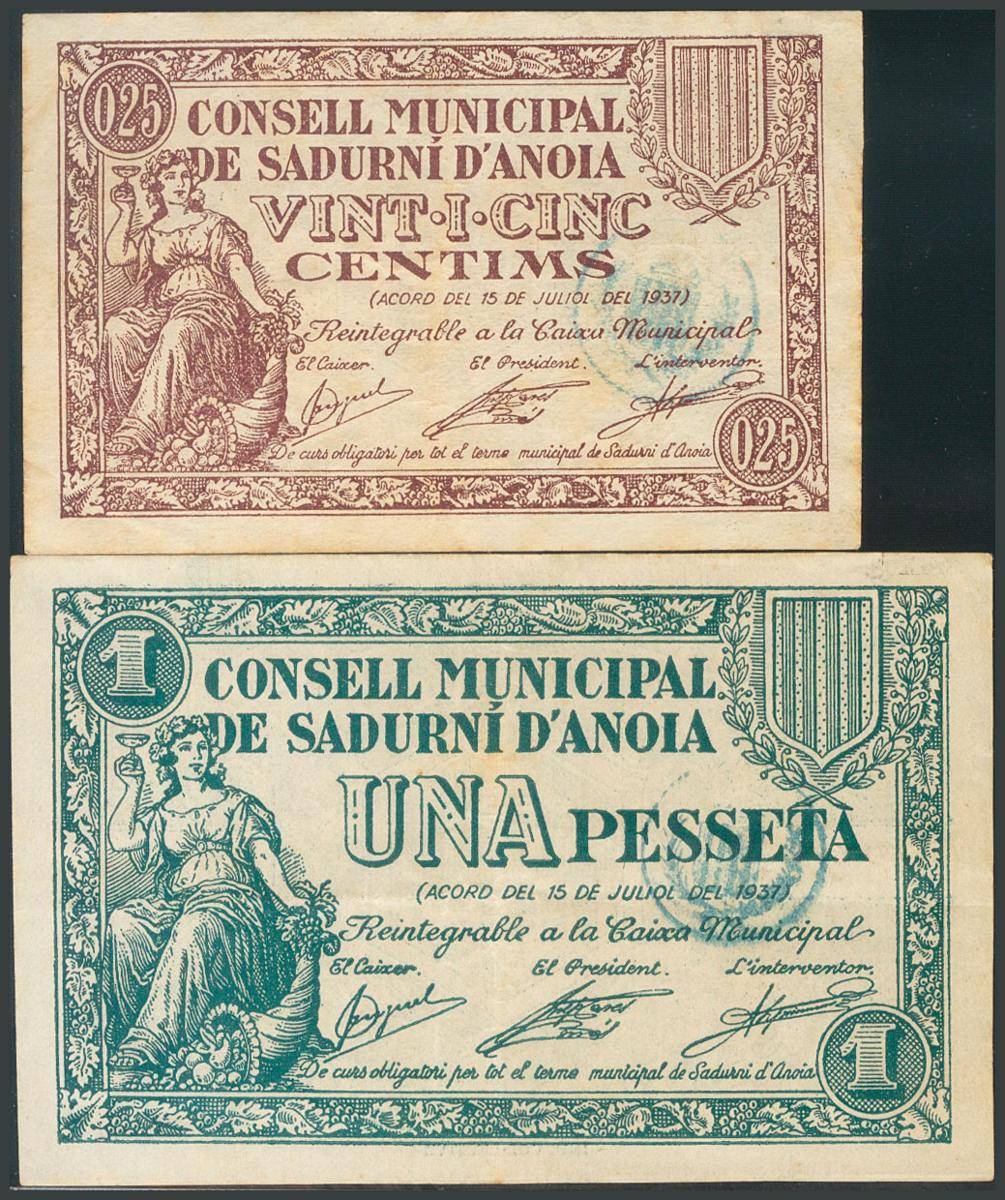 025
CONSELL MUNICIPAL
DE SADURNÍ D'ANOIA
VINT·I·CINC
CENTIMS
(ACORD DEL 15 DE JULIOL DEL 1937)
Reintegrable a la Caixa Municipal
El Caixer. El President. L'interventor.
De curs obligatori per tot el terme municipal de Sadurni d'Anoia
025
1
CONSELL MUNICIPAL
DE SADURNÍ D'ANOIA
UNA PESSETA
(ACORD DEL 15 DE JULIOL DEL 1937)
Reintegrable a la Caixa Municipal
El Caixer. El President. L'interventor.
De curs obligatori per tot el terme municipal de Sadurni d'Anoia
1